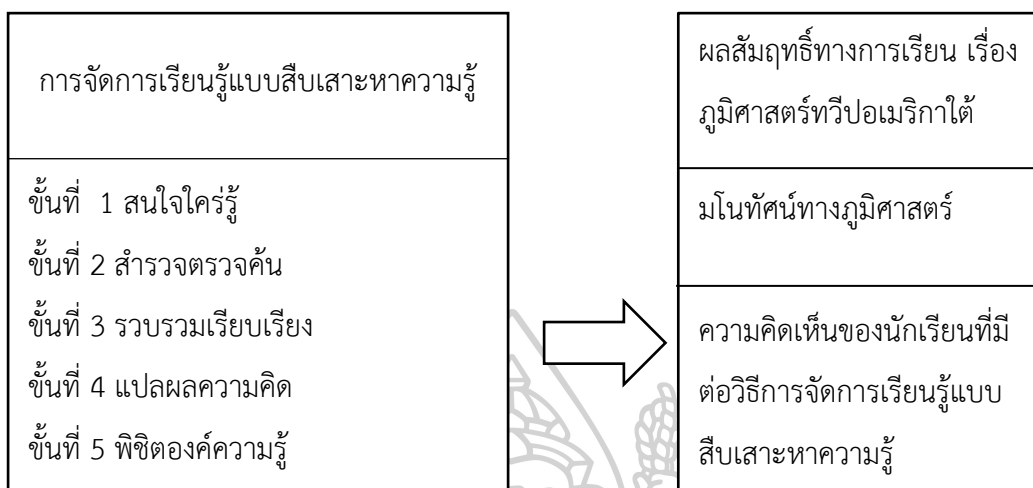 การจัดการเรียนรู้แบบสืบเสาะหาความรู้
ขั้นที่ 1 สนใจใคร่รู้
ขั้นที่ 2 สำรวจตรวจค้น
ขั้นที่ 3 รวบรวมเรียบเรียง
ขั้นที่ 4 แปลผลความคิด
ขั้นที่ 5 พิชิตองค์ความรู้
ผลสัมฤทธิ์ทางการเรียน เรื่อง
ภูมิศาสตร์ทวีปอเมริกาใต้
มโนทัศน์ทางภูมิศาสตร์
ความคิดเห็นของนักเรียนที่มี
ต่อวิธีการจัดการเรียนรู้แบบ
สืบเสาะหาความรู้